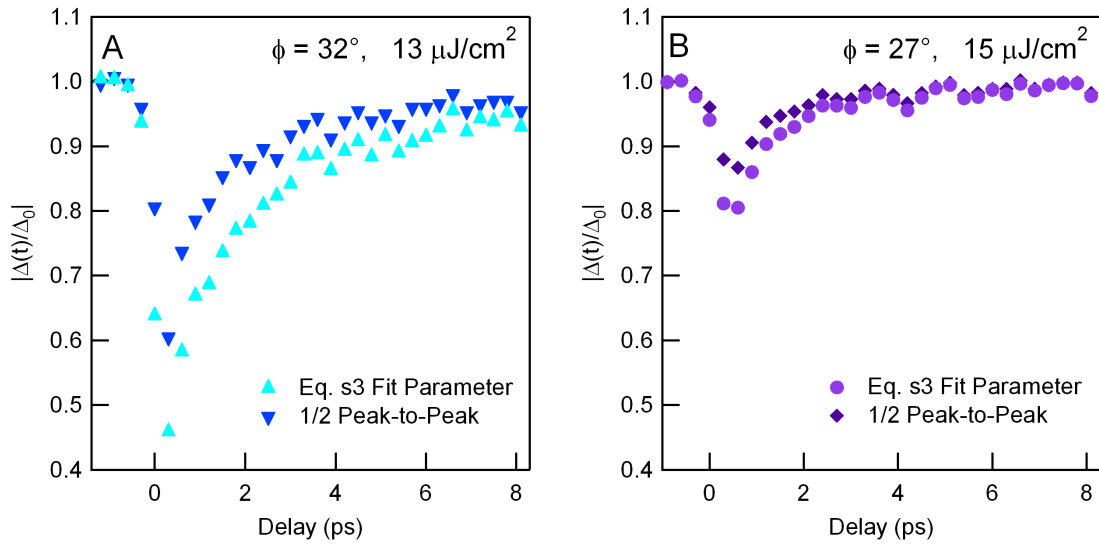 A
ϕ = 32°, 13 μJ/cm²
1.1
1.0
0.9
0.8
0.7
0.6
0.5
0.4
|Δ(t)/Δ₀|
Eq. s3 Fit Parameter
1/2 Peak-to-Peak
0
2
4
6
8
Delay (ps)
B
ϕ = 27°, 15 μJ/cm²
1.1
1.0
0.9
0.8
0.7
0.6
0.5
0.4
|Δ(t)/Δ₀|
Eq. s3 Fit Parameter
1/2 Peak-to-Peak
0
2
4
6
8
Delay (ps)